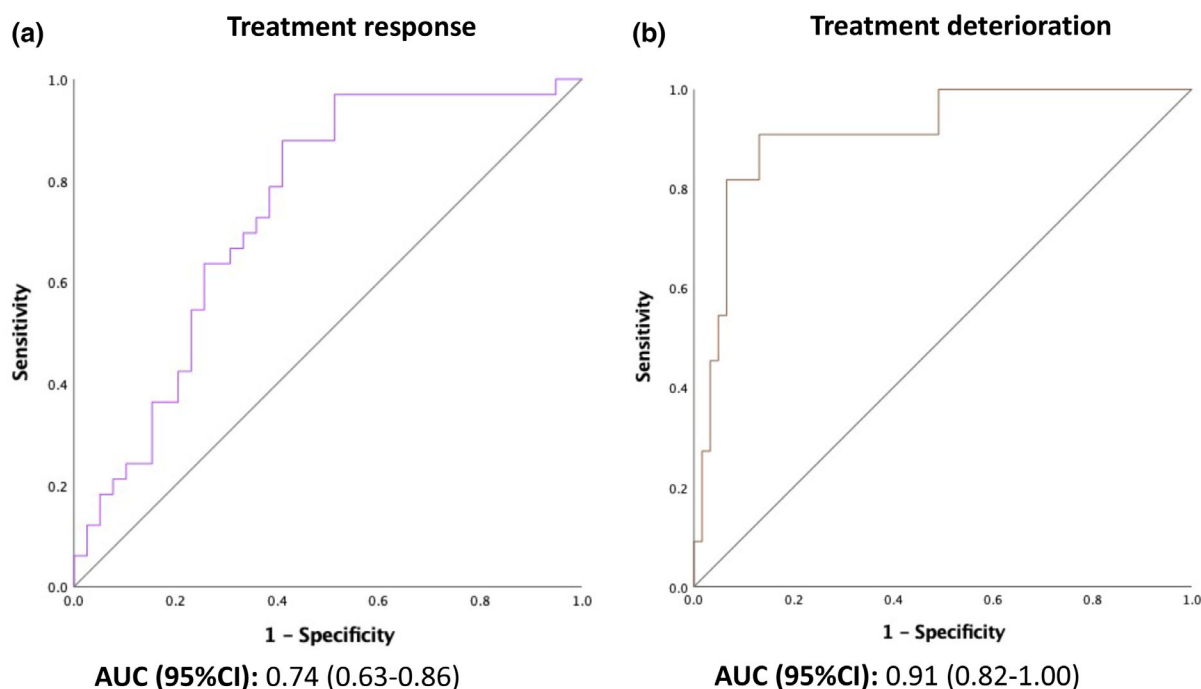 (a)
Treatment response
1.0
0.8
0.6
0.4
0.2
0.0
Sensitivity
0.0 0.2 0.4 0.6 0.8 1.0
1 – Specificity
AUC (95%CI): 0.74 (0.63-0.86)
(b)
Treatment deterioration
1.0
0.8
0.6
0.4
0.2
0.0
Sensitivity
0.0 0.2 0.4 0.6 0.8 1.0
1 – Specificity
AUC (95%CI): 0.91 (0.82-1.00)